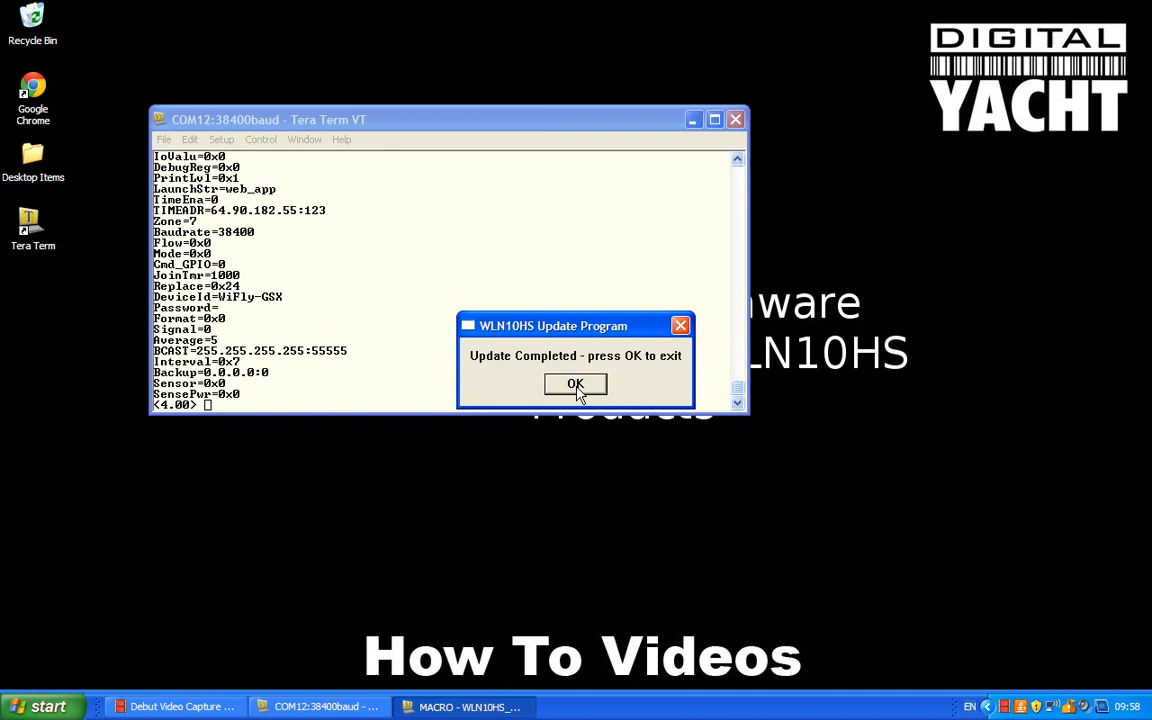 Recycle Bin
Google
Chrome
Desktop Items
Tera Term
DIGITAL
YACHT
COM12:38400baud - Tera Term VT
File Edit Setup Control Window Help
IoValu=0x0
DebugReg=0x0
PrintLvl=0x1
LaunchStr=web_app
TimeEna=0
TIMEADR=64.90.182.55:123
Zone=7
Baudrate=38400
Flow=0x0
Mode=0x0
Cmd_GPIO=0
JoinTmr=1000
Replace=0x24
DeviceId=WiFly-GSX
Password=
Format=0x0
Signal=0
Average=5
BCAST=255.255.255.255:55555
Interval=0x7
Backup=0.0.0.0:0
Sensor=0x0
SensePwr=0x0
<4.00>
WLN10HS Update Program
Update Completed - press OK to exit
OK
ware
LN10HS
Products
How To Videos
start
Debut Video Capture ...
COM12:38400baud - ...
MACRO - WLN10HS_...
EN
09:58